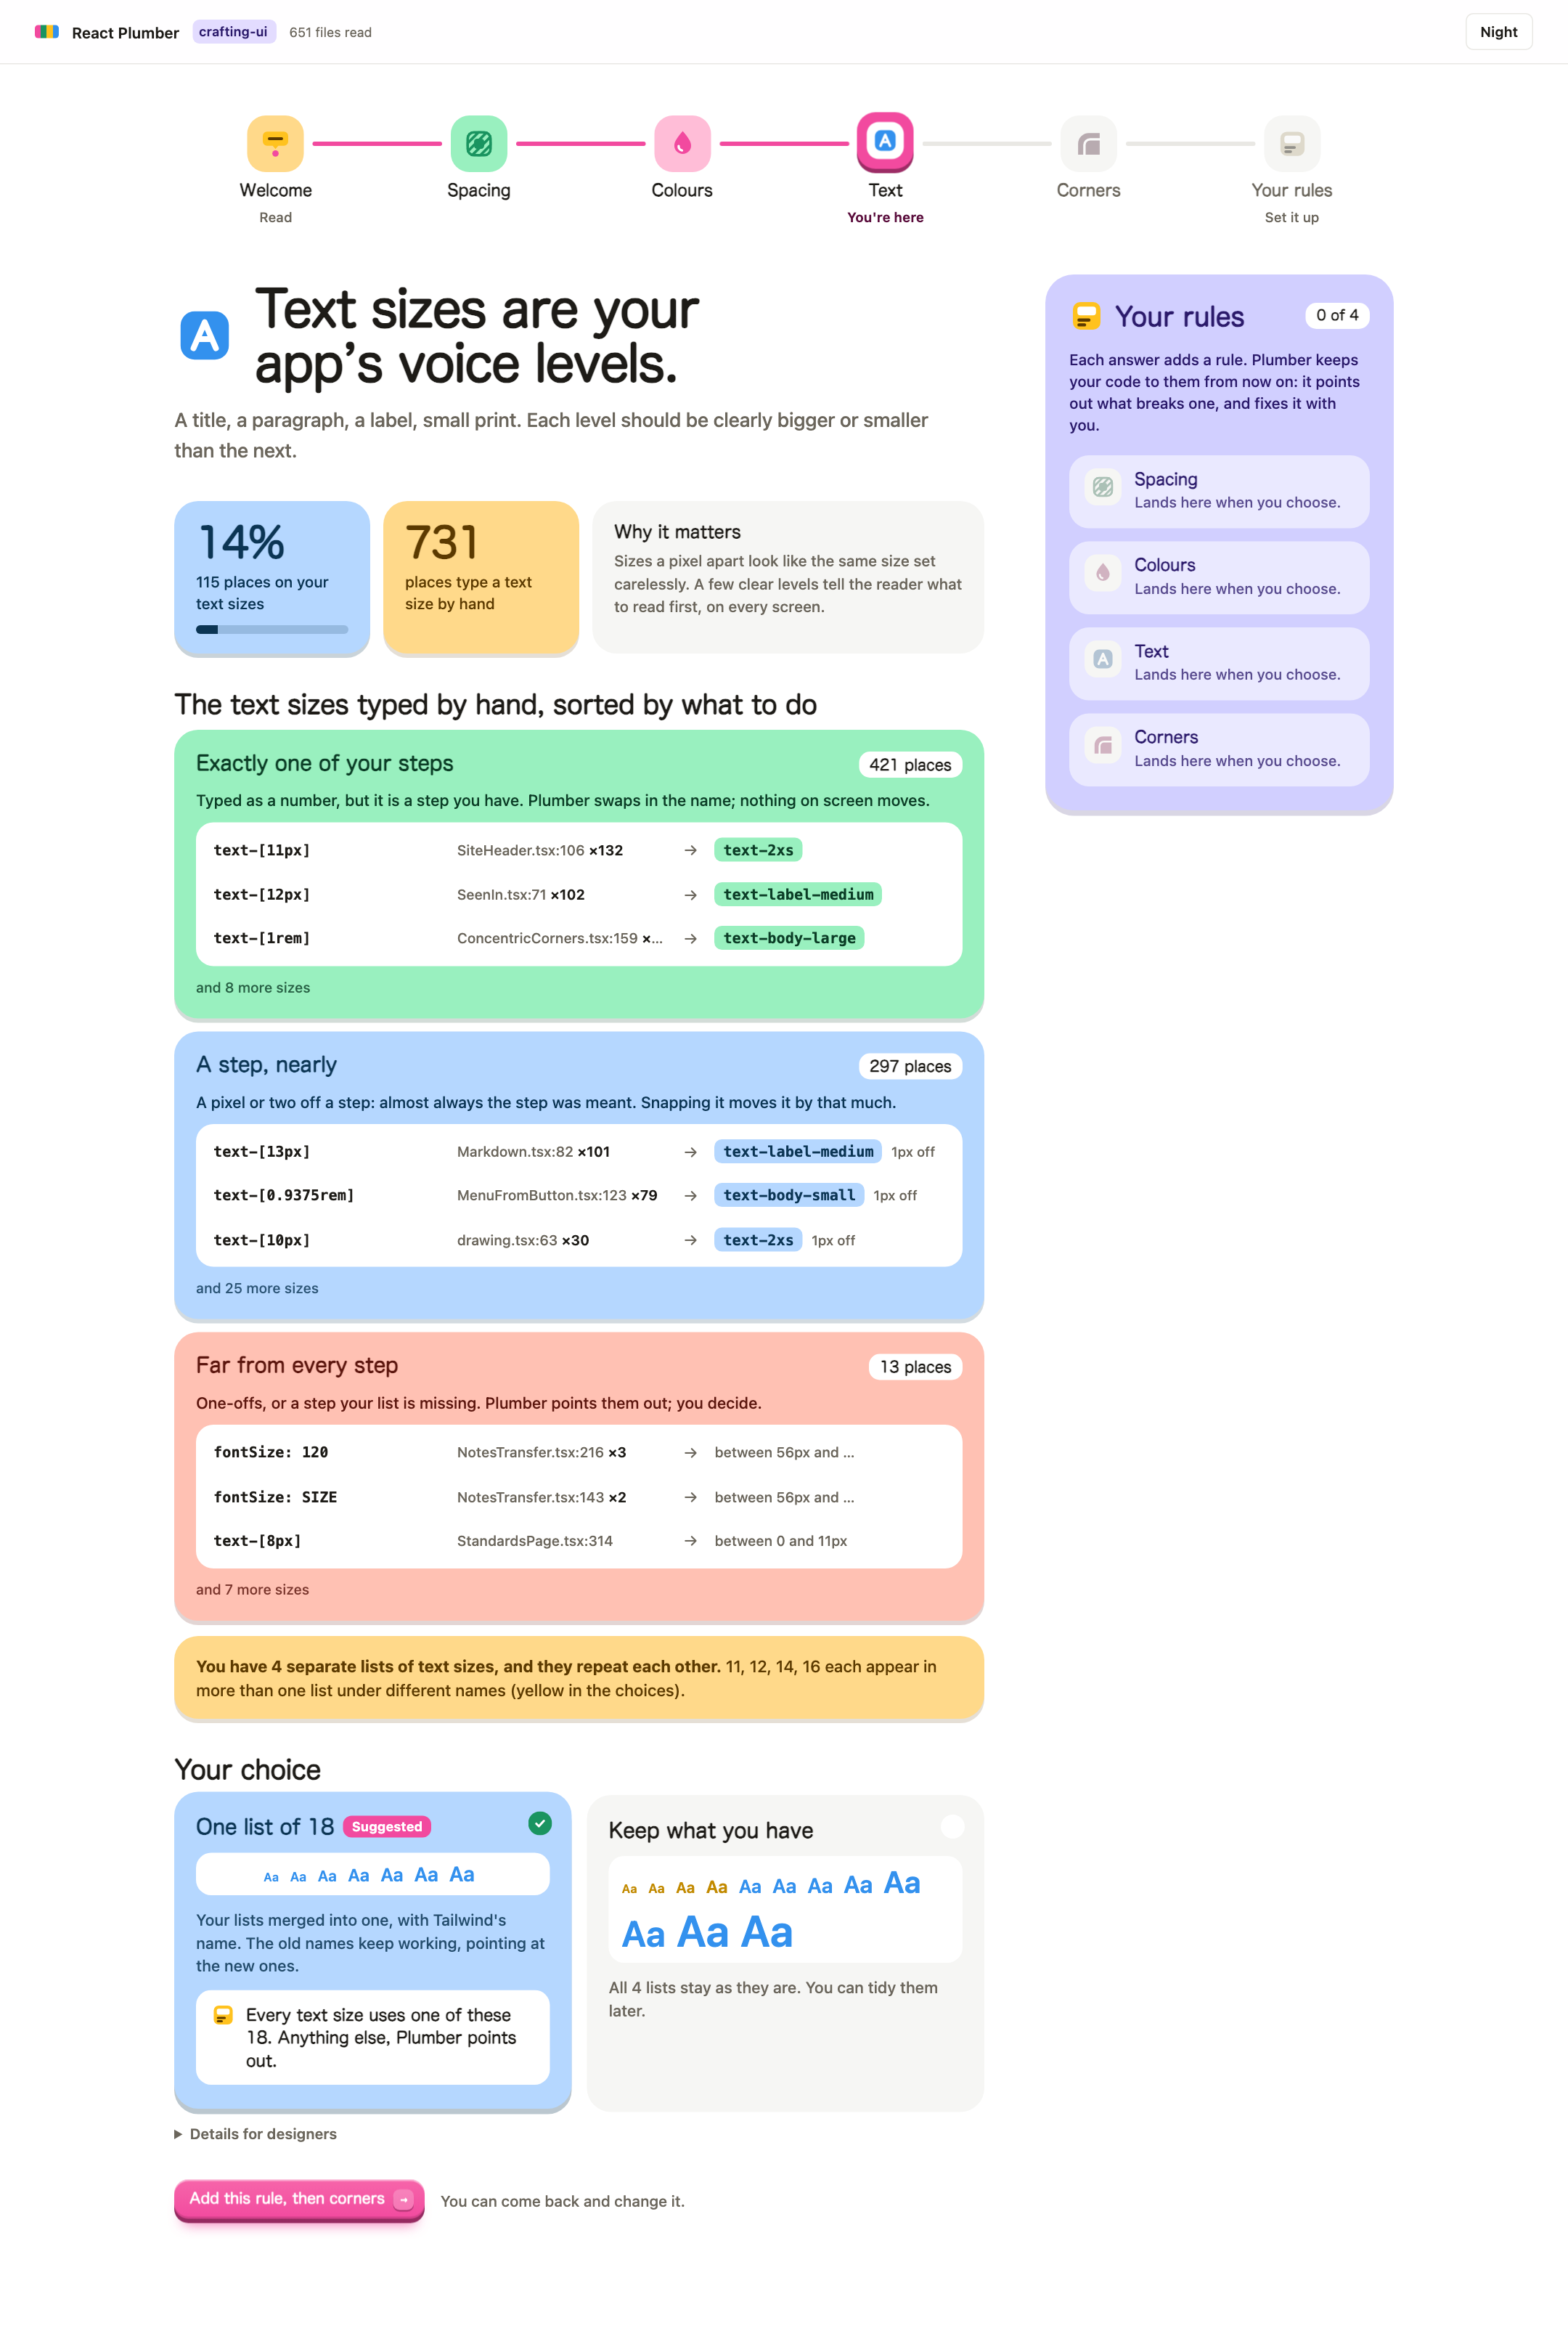 React Plumber crafting-ui 651 files read Night
Welcome Spacing Colours Text Corners Your rules
Read You're here Set it up
A Text sizes are your
app’s voice levels.
A title, a paragraph, a label, small print. Each level should be clearly bigger or smaller
than the next.
14%
115 places on your
text sizes
731
places type a text
size by hand
Why it matters
Sizes a pixel apart look like the same size set
carelessly. A few clear levels tell the reader what
to read first, on every screen.
The text sizes typed by hand, sorted by what to do
Exactly one of your steps 421 places
Typed as a number, but it is a step you have. Plumber swaps in the name; nothing on screen moves.
text-[11px] SiteHeader.tsx:106 ×132 → text-2xs
text-[12px] SeenIn.tsx:71 ×102 → text-label-medium
text-[1rem] ConcentricCorners.tsx:159 ×… → text-body-large
and 8 more sizes
A step, nearly 297 places
A pixel or two off a step: almost always the step was meant. Snapping it moves it by that much.
text-[13px] Markdown.tsx:82 ×101 → text-label-medium 1px off
text-[0.9375rem] MenuFromButton.tsx:123 ×79 → text-body-small 1px off
text-[10px] drawing.tsx:63 ×30 → text-2xs 1px off
and 25 more sizes
Far from every step 13 places
One-offs, or a step your list is missing. Plumber points them out; you decide.
fontSize: 120 NotesTransfer.tsx:216 ×3 → between 56px and …
fontSize: SIZE NotesTransfer.tsx:143 ×2 → between 56px and …
text-[8px] StandardsPage.tsx:314 → between 0 and 11px
and 7 more sizes
You have 4 separate lists of text sizes, and they repeat each other. 11, 12, 14, 16 each appear in
more than one list under different names (yellow in the choices).
Your choice
One list of 18 Suggested
Aa Aa Aa Aa Aa Aa Aa
Your lists merged into one, with Tailwind's
name. The old names keep working, pointing at
the new ones.
Every text size uses one of these
18. Anything else, Plumber points
out.
Keep what you have
Aa Aa Aa Aa Aa Aa Aa Aa Aa
Aa Aa Aa
All 4 lists stay as they are. You can tidy them
later.
Details for designers
Add this rule, then corners → You can come back and change it.
Your rules 0 of 4
Each answer adds a rule. Plumber keeps
your code to them from now on: it points
out what breaks one, and fixes it with
you.
Spacing
Lands here when you choose.
Colours
Lands here when you choose.
Text
Lands here when you choose.
Corners
Lands here when you choose.